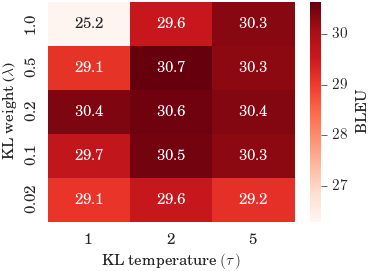 KL weight (λ)
1.0 25.2 29.6 30.3
0.5 29.1 30.7 30.3
0.2 30.4 30.6 30.4
0.1 29.7 30.5 30.3
0.02 29.1 29.6 29.2
1 2 5
KL temperature (τ)
30
29
28
27
BLEU